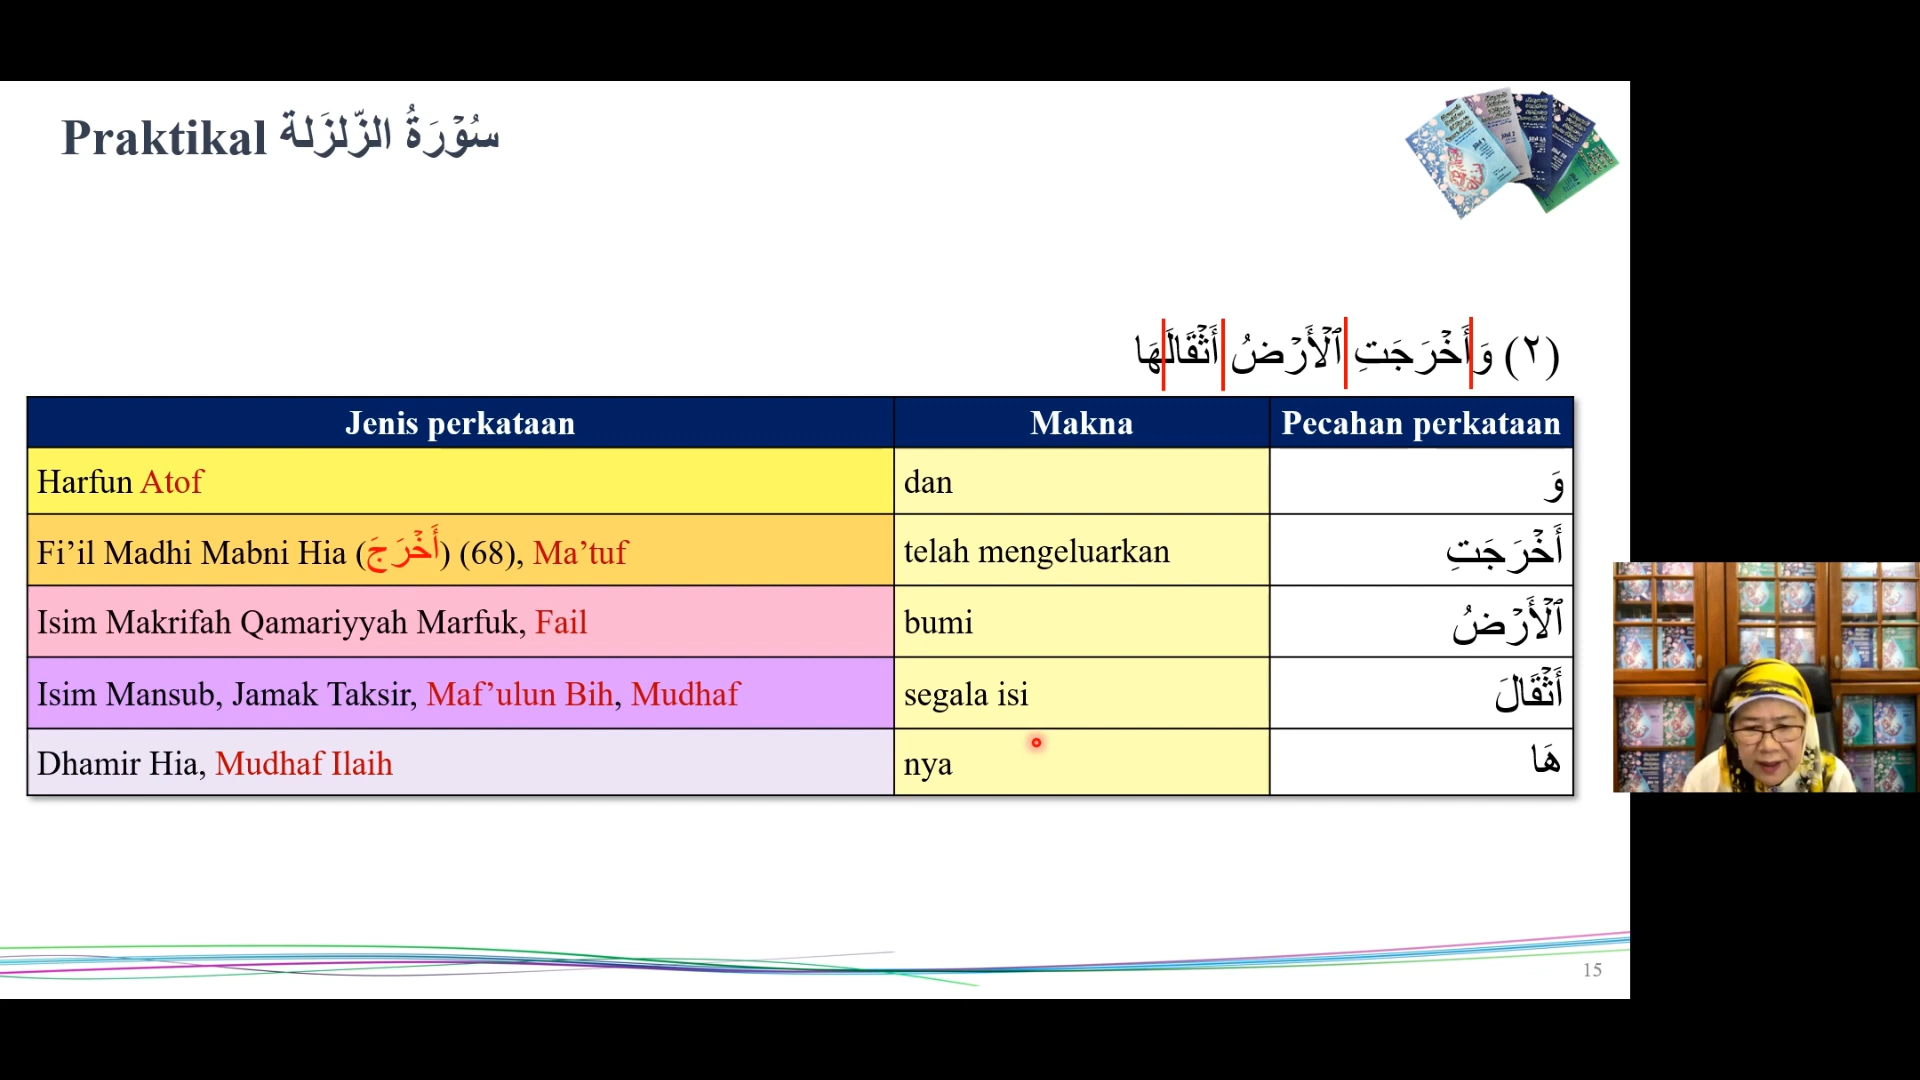 Praktikal سُوْرَةُ الزّلزَلة
(٢) وَأَخْرَجَتِ ٱلْأَرْضُ أَثْقَالَهَا
Jenis perkataan Makna Pecahan perkataan
Harfun Atof dan وَ
Fi’il Madhi Mabni Hia (أَخْرَجَ) (68), Ma’tuf telah mengeluarkan أَخْرَجَتِ
Isim Makrifah Qamariyyah Marfuk, Fail bumi ٱلْأَرْضُ
Isim Mansub, Jamak Taksir, Maf’ulun Bih, Mudhaf segala isi أَثْقَالَ
Dhamir Hia, Mudhaf Ilaih nya هَا
15